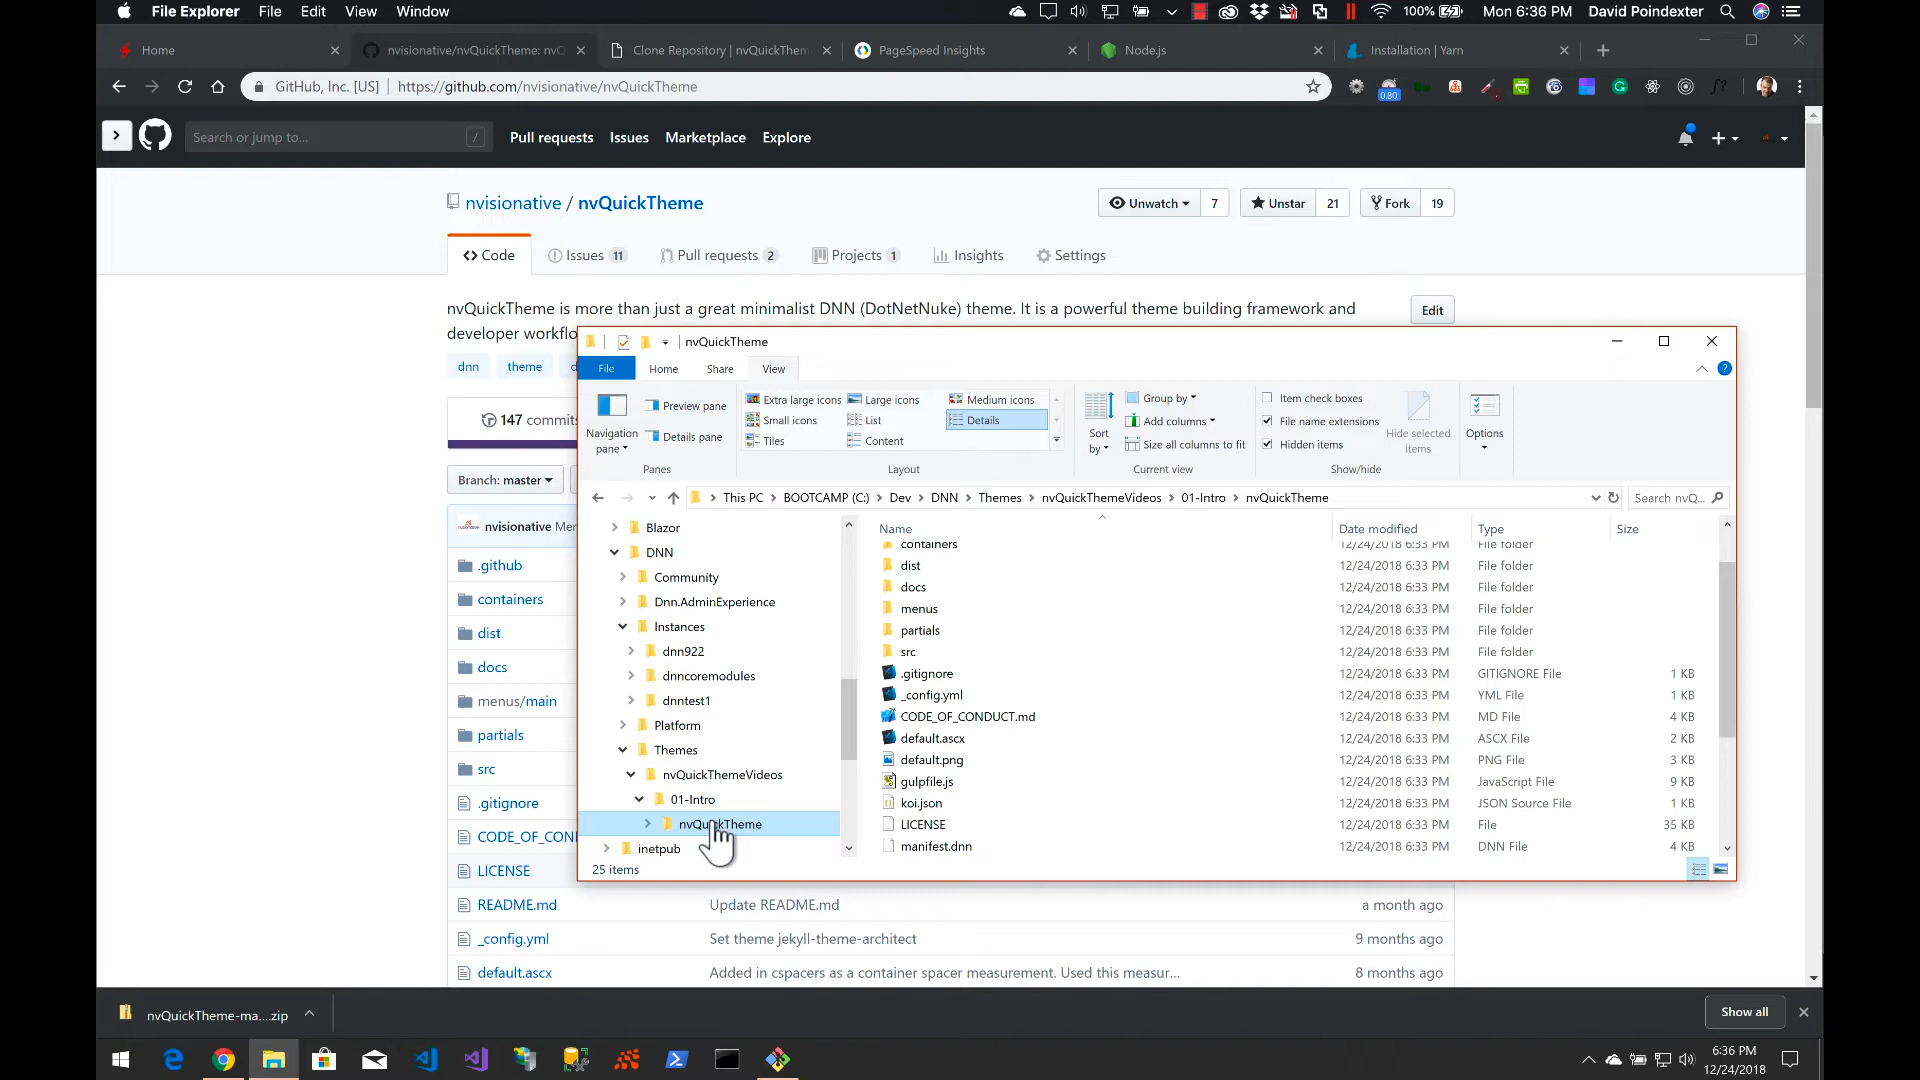 File Explorer File Edit View Window 100% Mon 6:36 PM David Poindexter
Home nvisionative/nvQuickTheme: nvQ Clone Repository | nvQuickThem PageSpeed Insights Node.js Installation | Yarn
GitHub, Inc. [US] https://github.com/nvisionative/nvQuickTheme 0.80 f?
Search or jump to... / Pull requests Issues Marketplace Explore
nvisionative / nvQuickTheme Unwatch 7 Unstar 21 Fork 19
Code Issues 11 Pull requests 2 Projects 1 Insights Settings
nvQuickTheme is more than just a great minimalist DNN (DotNetNuke) theme. It is a powerful theme building framework and Edit
developer workflo
dnn theme d
147 commits
Branch: master
nvisionative Mer
.github
containers
dist
docs
menus/main
partials
src
.gitignore
CODE_OF_CON
LICENSE
README.md Update README.md a month ago
_config.yml Set theme jekyll-theme-architect 9 months ago
default.ascx Added in cspacers as a container spacer measurement. Used this measur... 8 months ago
nvQuickTheme
File Home Share View
Navigation pane Preview pane Details pane
Panes
Extra large icons Large icons Medium icons
Small icons List Details
Tiles Content
Layout
Sort by Group by Add columns Size all columns to fit
Current view
Item check boxes
File name extensions
Hidden items
Hide selected items
Show/hide
Options
This PC BOOTCAMP (C:) Dev DNN Themes nvQuickThemeVideos 01-Intro nvQuickTheme Search nvQ...
Blazor
DNN
Community
Dnn.AdminExperience
Instances
dnn922
dnncoremodules
dnntest1
Platform
Themes
nvQuickThemeVideos
01-Intro
nvQuickTheme
inetpub
Name Date modified Type Size
containers 12/24/2018 6:33 PM File folder
dist 12/24/2018 6:33 PM File folder
docs 12/24/2018 6:33 PM File folder
menus 12/24/2018 6:33 PM File folder
partials 12/24/2018 6:33 PM File folder
src 12/24/2018 6:33 PM File folder
.gitignore 12/24/2018 6:33 PM GITIGNORE File 1 KB
_config.yml 12/24/2018 6:33 PM YML File 1 KB
CODE_OF_CONDUCT.md 12/24/2018 6:33 PM MD File 4 KB
default.ascx 12/24/2018 6:33 PM ASCX File 2 KB
default.png 12/24/2018 6:33 PM PNG File 3 KB
gulpfile.js 12/24/2018 6:33 PM JavaScript File 9 KB
koi.json 12/24/2018 6:33 PM JSON Source File 2 KB
LICENSE 12/24/2018 6:33 PM File 35 KB
manifest.dnn 12/24/2018 6:33 PM DNN File 4 KB
25 items
nvQuickTheme-ma....zip Show all
6:36 PM
12/24/2018